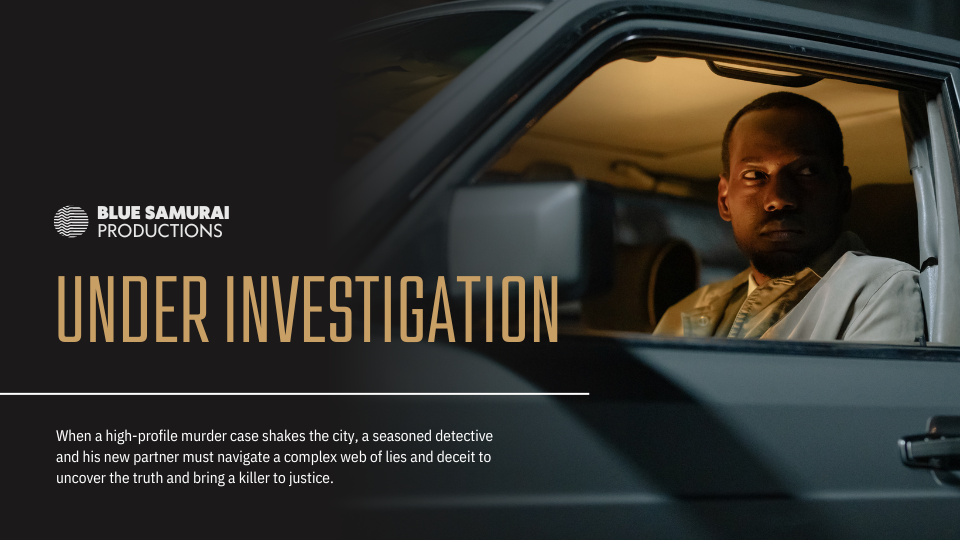 BLUE SAMURAI
PRODUCTIONS
UNDER INVESTIGATION
When a high-profile murder case shakes the city, a seasoned detective
and his new partner must navigate a complex web of lies and deceit to
uncover the truth and bring a killer to justice.